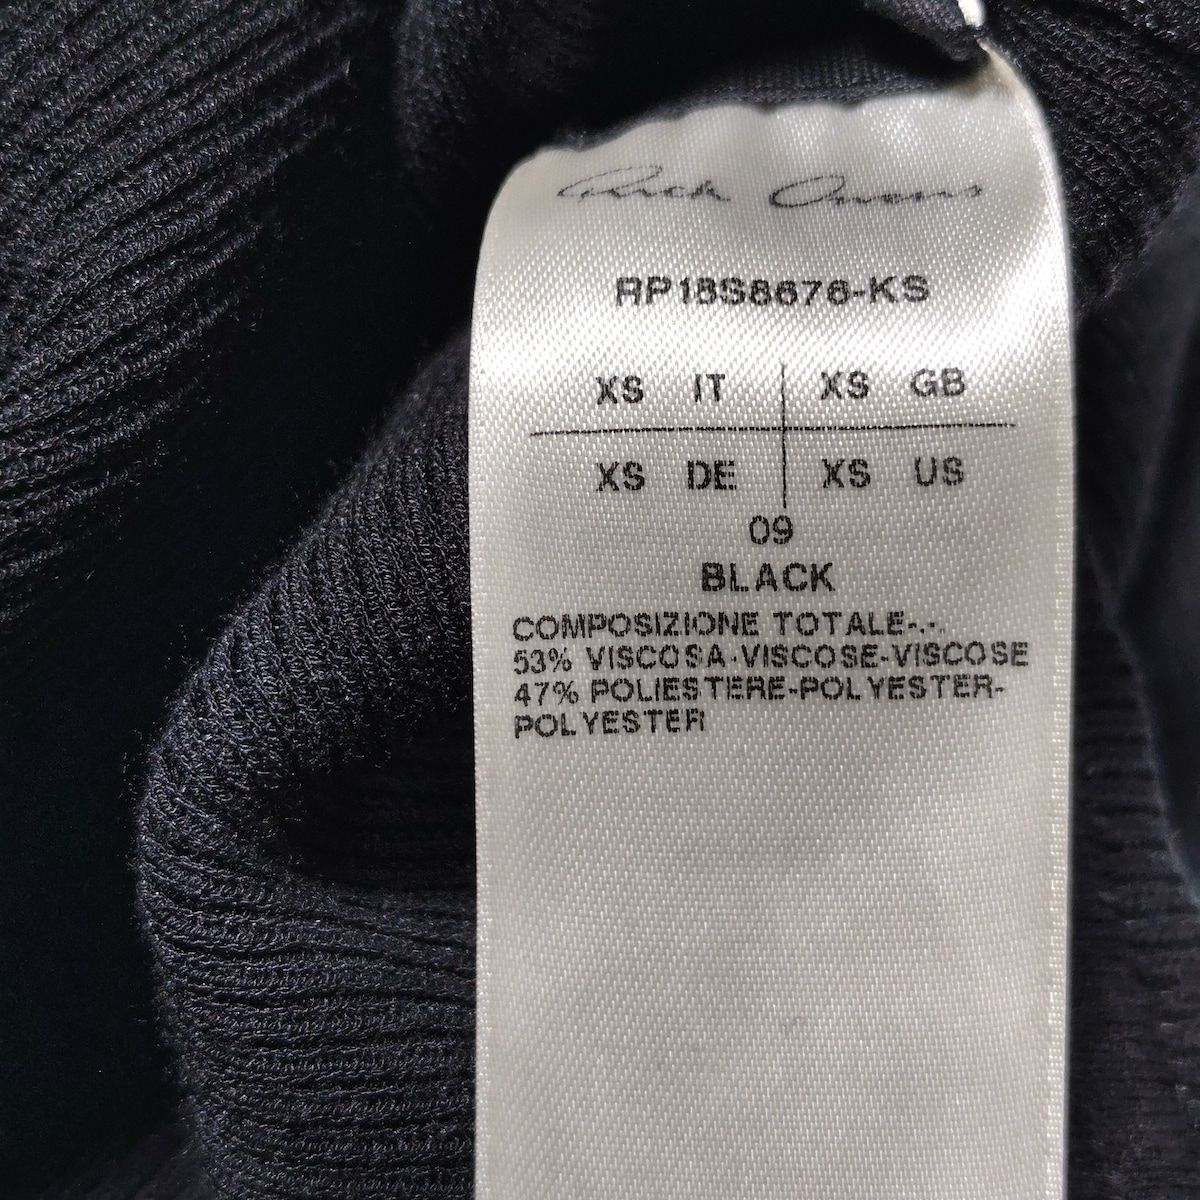 Rick Owens
RP18S8676-KS
XS IT XS GB
XS DE XS US
09
BLACK
COMPOSIZIONE TOTALE-.-.
53% VISCOSA-VISCOSE-VISCOSE
47% POLIESTERE-POLYESTER-
POLYESTER